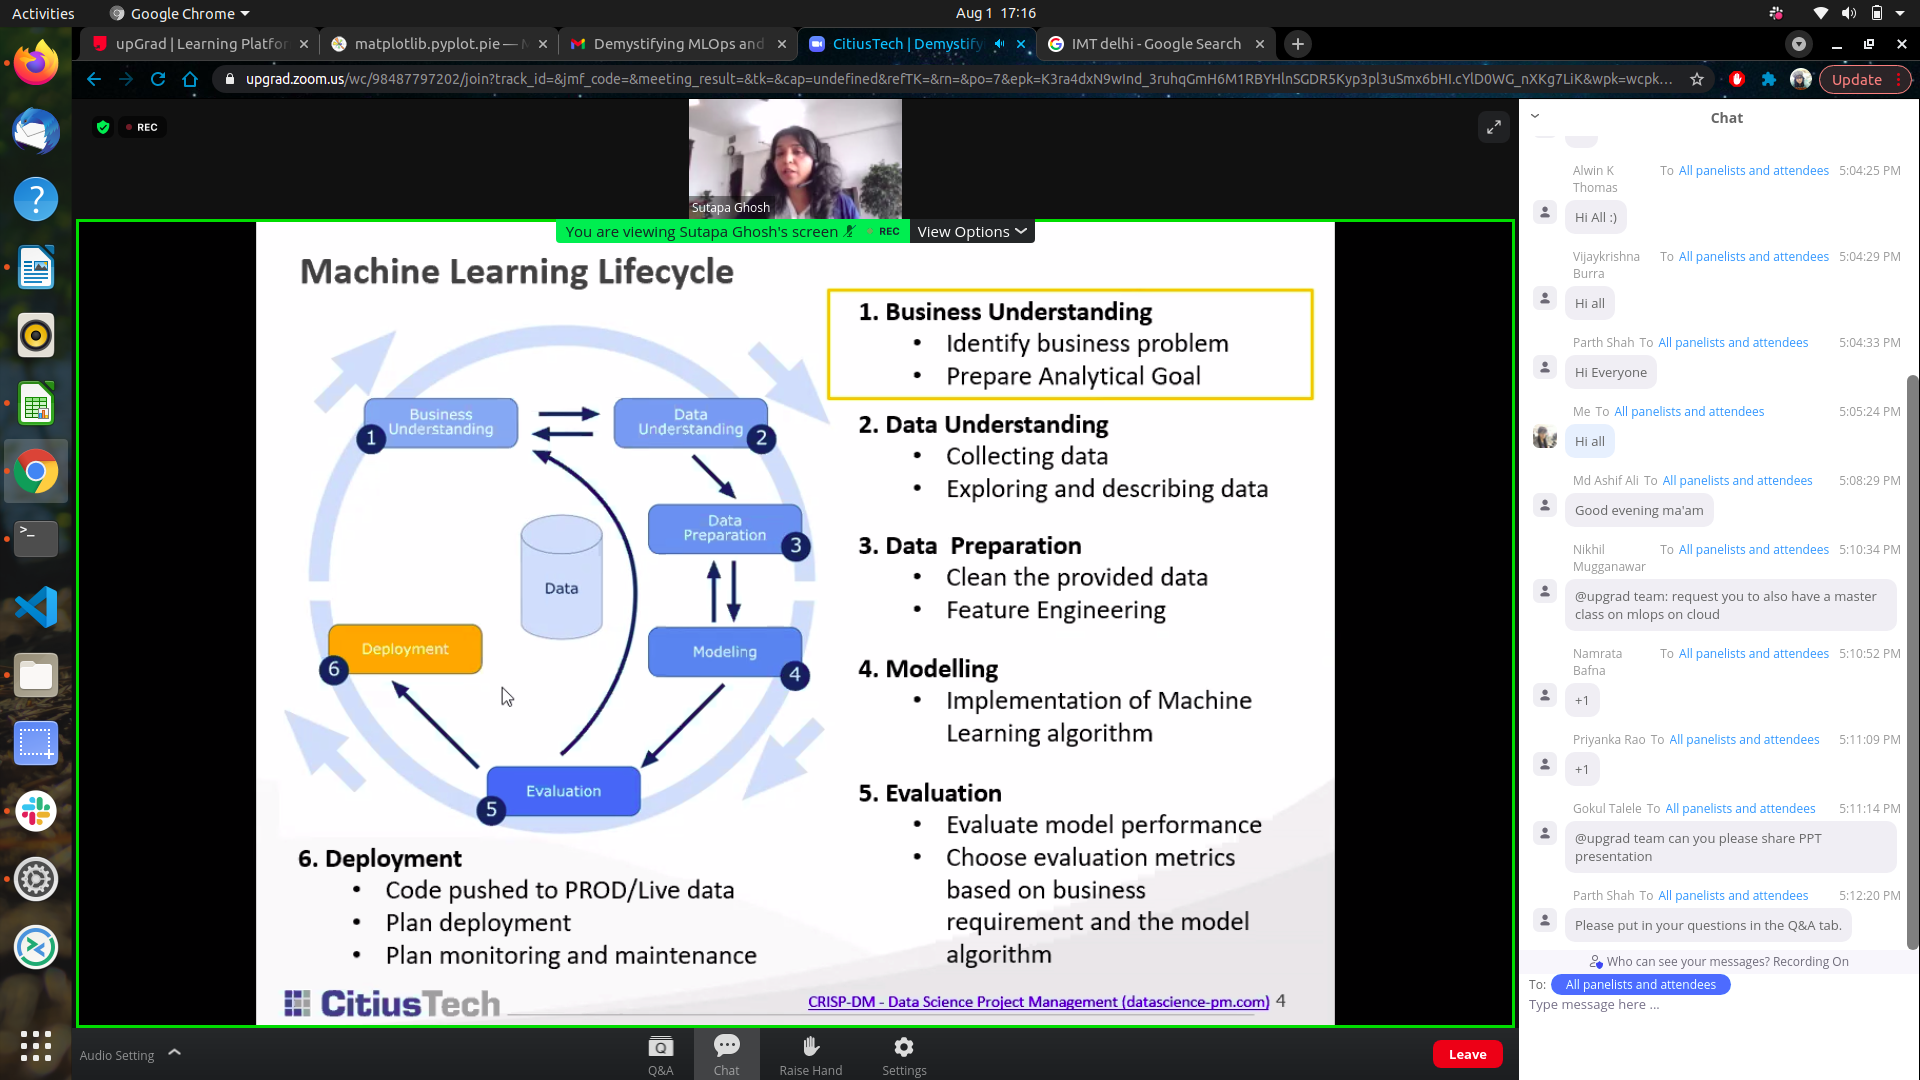 Activities
Google Chrome
Aug 1 17:16
upGrad | Learning Platfor
matplotlib.pyplot.pie —
Demystifying MLOps and
CitiusTech | Demystify
IMT delhi - Google Search
upgrad.zoom.us/wc/98487797202/join?track_id=&jmf_code=&meeting_result=&tk=&cap=undefined&refTK=&rn=&po=7&epk=K3ra4dxN9wInd_3ruhqGmH6M1RBYHlnSGDR5Kyp3pl3uSmx6bHI.cYlD0WG_nXKg7LiK&wpk=wcpk...
Update
REC
Sutapa Ghosh
You are viewing Sutapa Ghosh's screen
REC
View Options
Machine Learning Lifecycle
Business
Understanding
1
Data
Understanding
2
Data
Preparation
3
Data
Modeling
4
Deployment
6
Evaluation
5
1. Business Understanding
• Identify business problem
• Prepare Analytical Goal
2. Data Understanding
• Collecting data
• Exploring and describing data
3. Data Preparation
• Clean the provided data
• Feature Engineering
4. Modelling
• Implementation of Machine
Learning algorithm
5. Evaluation
• Evaluate model performance
• Choose evaluation metrics
based on business
requirement and the model
algorithm
6. Deployment
• Code pushed to PROD/Live data
• Plan deployment
• Plan monitoring and maintenance
CitiusTech
CRISP-DM - Data Science Project Management (datascience-pm.com)
4
Audio Setting
Q&A
Chat
Raise Hand
Settings
Leave
Chat
Alwin K Thomas To All panelists and attendees 5:04:25 PM
Hi All :)
Vijaykrishna Burra To All panelists and attendees 5:04:29 PM
Hi all
Parth Shah To All panelists and attendees 5:04:33 PM
Hi Everyone
Me To All panelists and attendees 5:05:24 PM
Hi all
Md Ashif Ali To All panelists and attendees 5:08:29 PM
Good evening ma'am
Nikhil Mugganawar To All panelists and attendees 5:10:34 PM
@upgrad team: request you to also have a master
class on mlops on cloud
Namrata Bafna To All panelists and attendees 5:10:52 PM
+1
Priyanka Rao To All panelists and attendees 5:11:09 PM
+1
Gokul Talele To All panelists and attendees 5:11:14 PM
@upgrad team can you please share PPT
presentation
Parth Shah To All panelists and attendees 5:12:20 PM
Please put in your questions in the Q&A tab.
Who can see your messages? Recording On
To: All panelists and attendees
Type message here ...